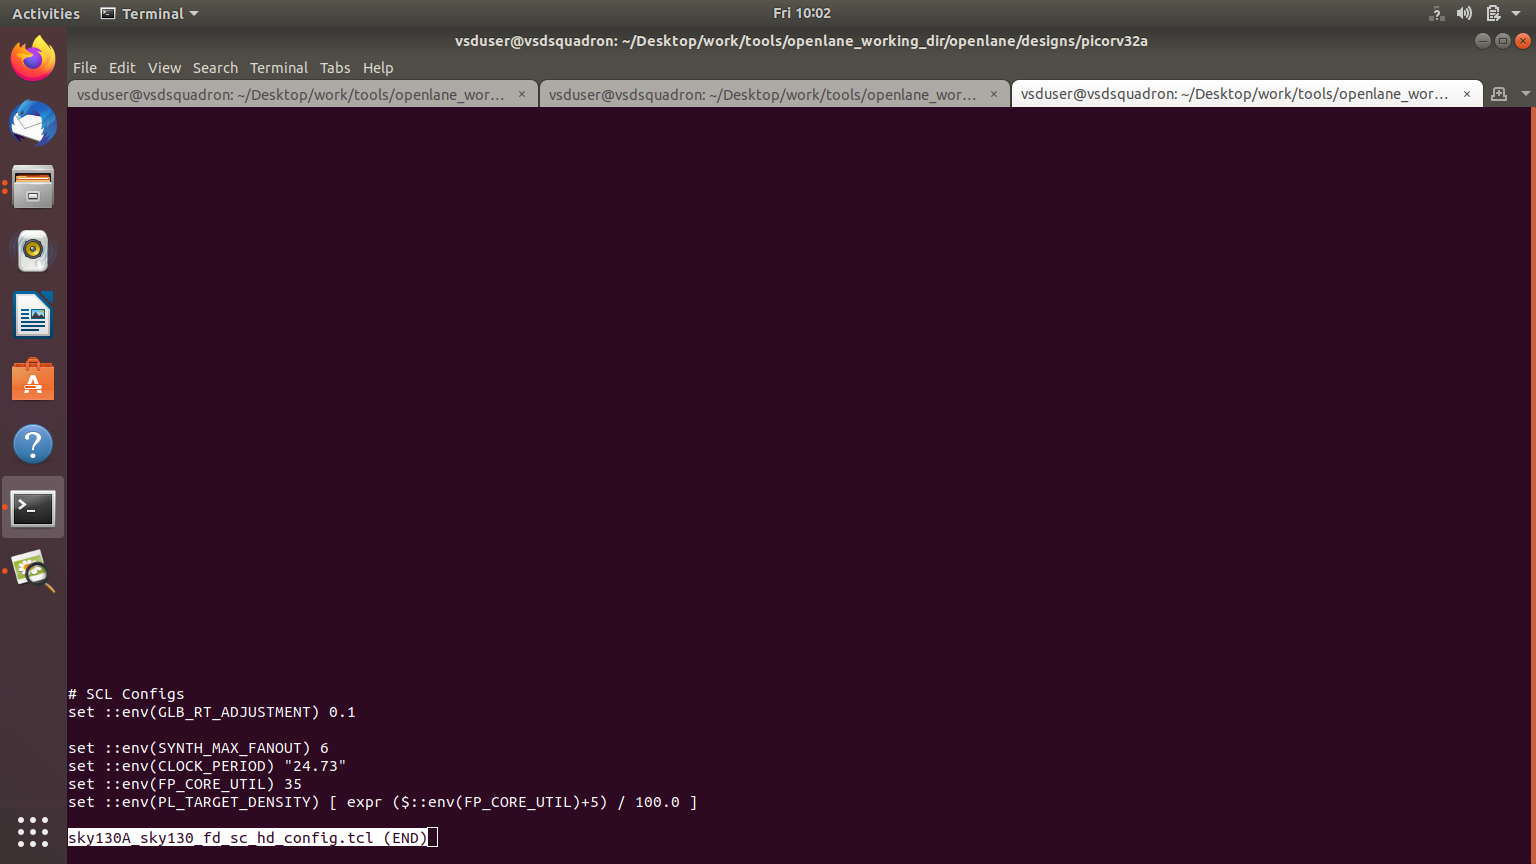 Activities
Terminal
Fri 10:02
vsduser@vsdsquadron: ~/Desktop/work/tools/openlane_working_dir/openlane/designs/picorv32a
File Edit View Search Terminal Tabs Help
vsduser@vsdsquadron: ~/Desktop/work/tools/openlane_wor...
vsduser@vsdsquadron: ~/Desktop/work/tools/openlane_wor...
vsduser@vsdsquadron: ~/Desktop/work/tools/openlane_wor...
# SCL Configs
set ::env(GLB_RT_ADJUSTMENT) 0.1
set ::env(SYNTH_MAX_FANOUT) 6
set ::env(CLOCK_PERIOD) "24.73"
set ::env(FP_CORE_UTIL) 35
set ::env(PL_TARGET_DENSITY) [ expr ($::env(FP_CORE_UTIL)+5) / 100.0 ]
sky130A_sky130_fd_sc_hd_config.tcl (END)